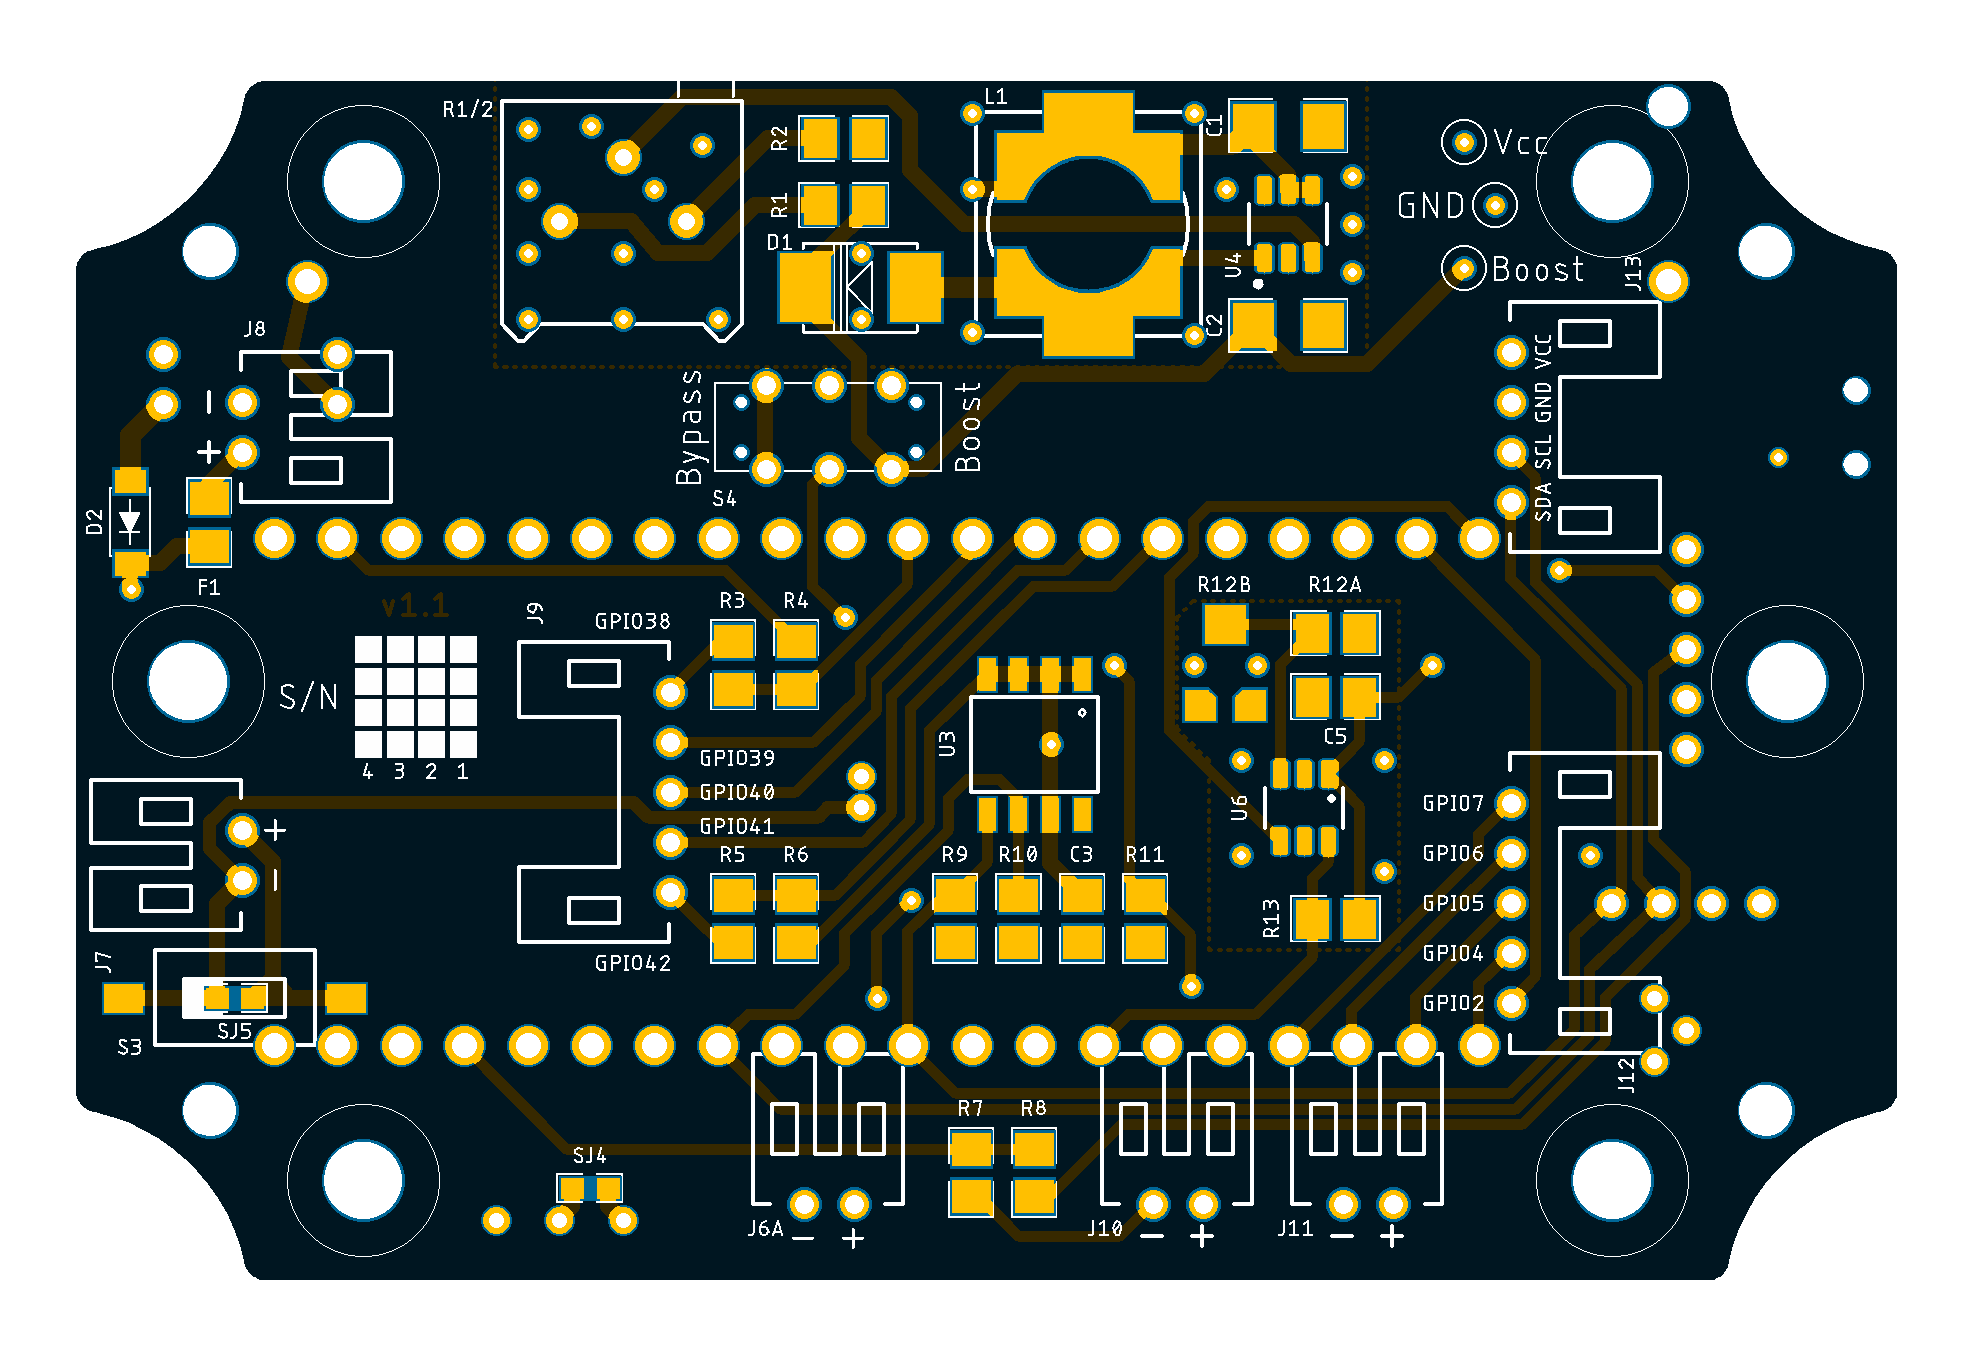 R1/2
L1
R2
C1
Vcc
R1
GND
D1
U4
Boost
J13
J8
C2
VCC
Bypass
Boost
GND
−
+
SCL
S4
SDA
D2
F1
R12B
R12A
v1.1
J9
R3
R4
GPIO38
S/N
U3
C5
GPIO39
4 3 2 1
GPIO40
GPIO7
U6
+
GPIO41
R5
R6
R9
R10
C3
R11
GPIO6
−
GPIO5
R13
J7
GPIO42
GPIO4
GPIO2
SJ5
S3
J12
R7
R8
SJ4
J6A
−
+
J10
−
+
J11
−
+